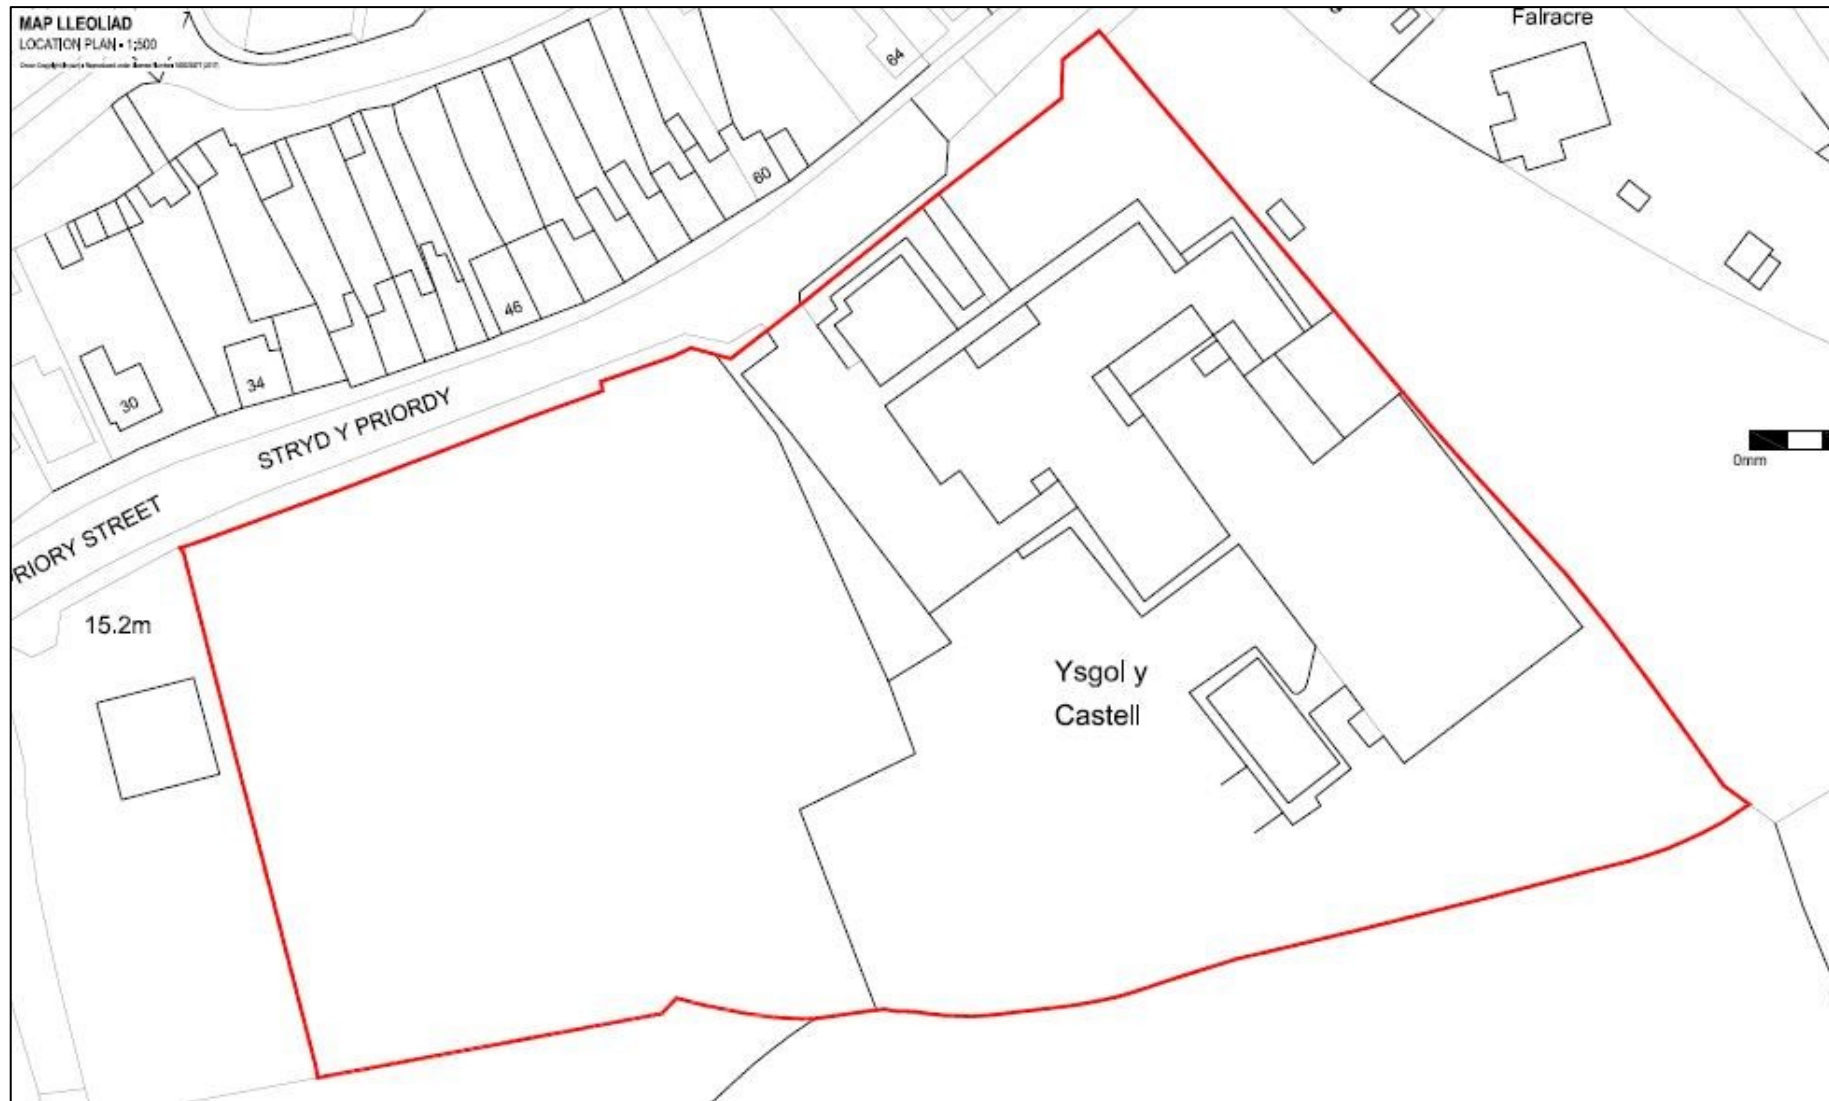 MAP LLEOLIAD
LOCATION PLAN - 1;500
Falracre
64
60
46
34
30
STRYD Y PRIORDY
RIORY STREET
15.2m
0mm
Ysgol y
Castell